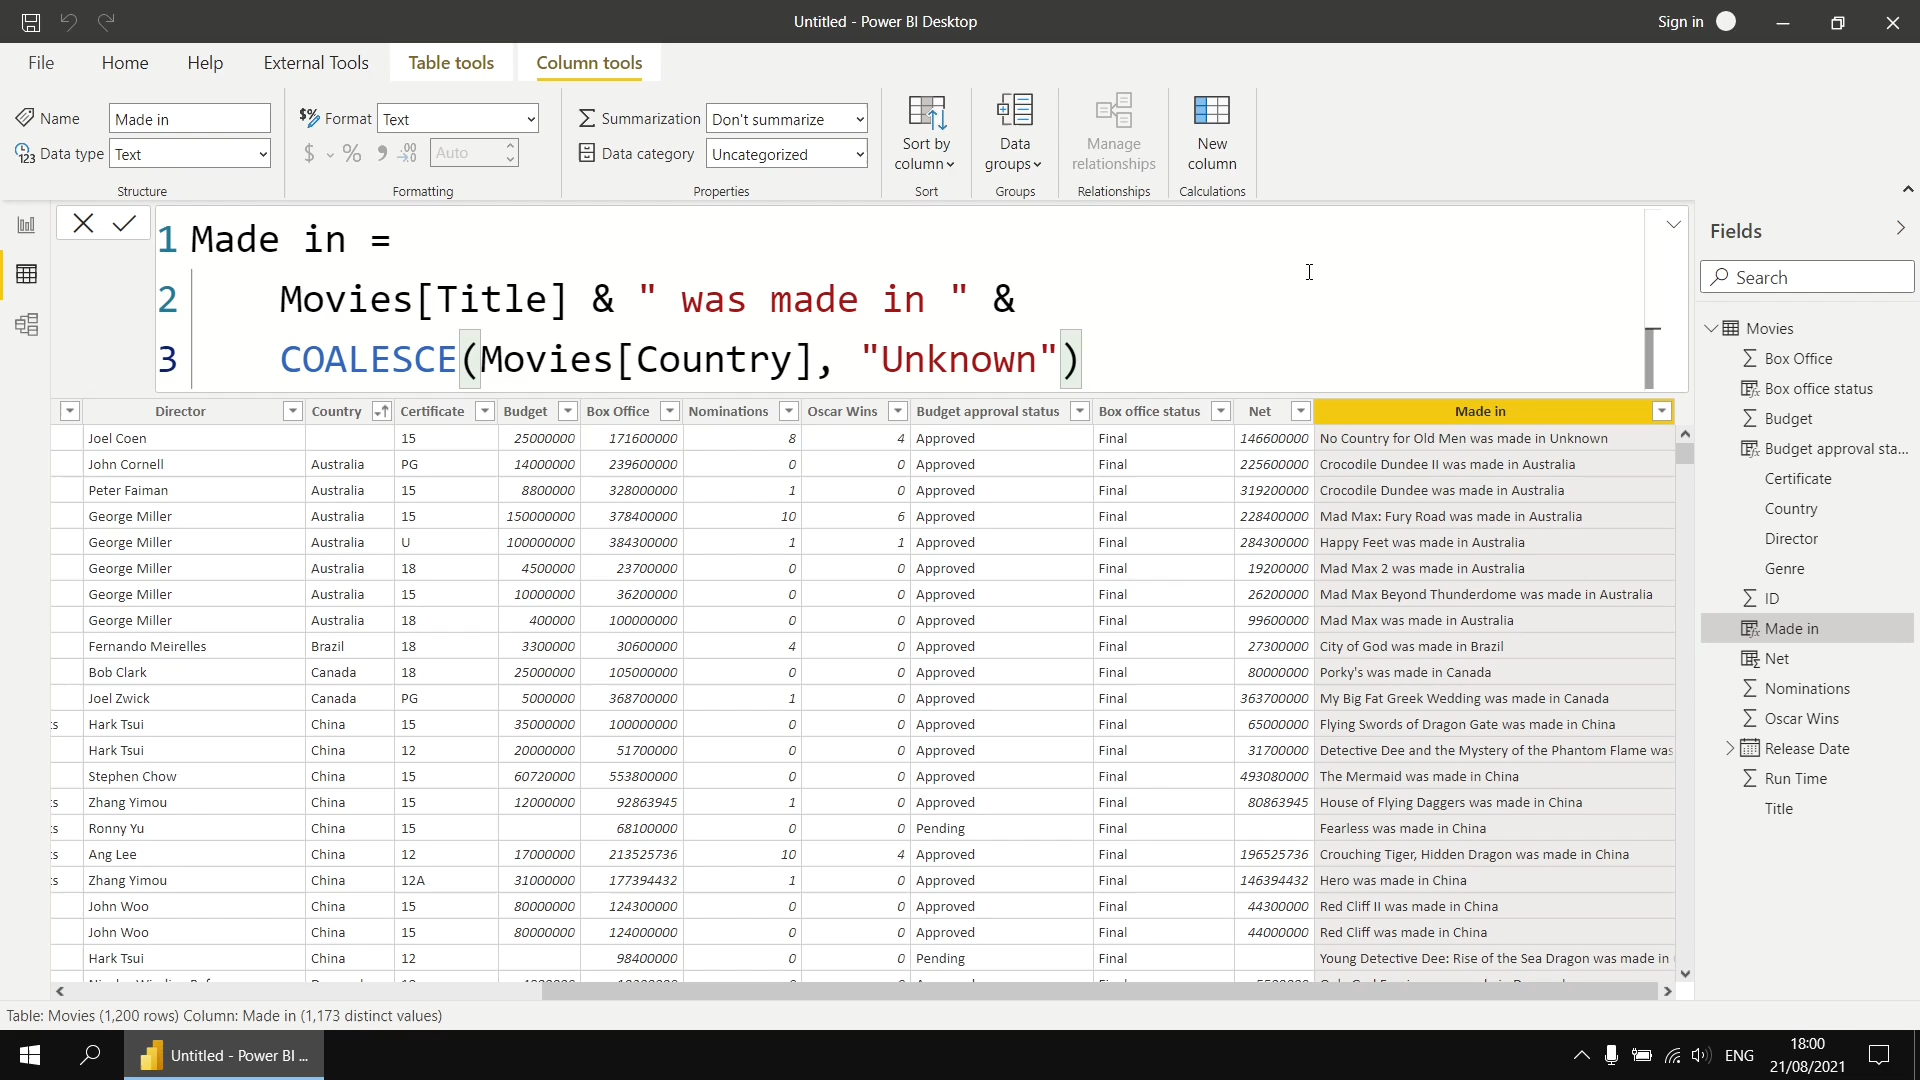 Untitled - Power BI Desktop
Sign in
File Home Help External Tools Table tools Column tools
Name Made in
Data type Text
Structure
Format Text
$ % 9 .00 Auto
Formatting
Summarization Don't summarize
Data category Uncategorized
Properties
Sort by column
Sort
Data groups
Groups
Manage relationships
Relationships
New column
Calculations
1 Made in =
2 Movies[Title] & " was made in " &
3 COALESCE(Movies[Country], "Unknown")
Director Country Certificate Budget Box Office Nominations Oscar Wins Budget approval status Box office status Net Made in
Joel Coen 15 25000000 171600000 8 4 Approved Final 146600000 No Country for Old Men was made in Unknown
John Cornell Australia PG 14000000 239600000 0 0 Approved Final 225600000 Crocodile Dundee II was made in Australia
Peter Faiman Australia 15 8800000 328000000 1 0 Approved Final 319200000 Crocodile Dundee was made in Australia
George Miller Australia 15 150000000 378400000 10 6 Approved Final 228400000 Mad Max: Fury Road was made in Australia
George Miller Australia U 100000000 384300000 1 1 Approved Final 284300000 Happy Feet was made in Australia
George Miller Australia 18 4500000 23700000 0 0 Approved Final 19200000 Mad Max 2 was made in Australia
George Miller Australia 15 10000000 36200000 0 0 Approved Final 26200000 Mad Max Beyond Thunderdome was made in Australia
George Miller Australia 18 400000 100000000 0 0 Approved Final 99600000 Mad Max was made in Australia
Fernando Meirelles Brazil 18 3300000 30600000 4 0 Approved Final 27300000 City of God was made in Brazil
Bob Clark Canada 18 25000000 105000000 0 0 Approved Final 80000000 Porky's was made in Canada
Joel Zwick Canada PG 5000000 368700000 1 0 Approved Final 363700000 My Big Fat Greek Wedding was made in Canada
Hark Tsui China 15 35000000 100000000 0 0 Approved Final 65000000 Flying Swords of Dragon Gate was made in China
Hark Tsui China 12 20000000 51700000 0 0 Approved Final 31700000 Detective Dee and the Mystery of the Phantom Flame was
Stephen Chow China 15 60720000 553800000 0 0 Approved Final 493080000 The Mermaid was made in China
Zhang Yimou China 15 12000000 92863945 1 0 Approved Final 80863945 House of Flying Daggers was made in China
Ronny Yu China 15 68100000 0 0 Pending Final Fearless was made in China
Ang Lee China 12 17000000 213525736 10 4 Approved Final 196525736 Crouching Tiger, Hidden Dragon was made in China
Zhang Yimou China 12A 31000000 177394432 1 0 Approved Final 146394432 Hero was made in China
John Woo China 15 80000000 124300000 0 0 Approved Final 44300000 Red Cliff II was made in China
John Woo China 15 80000000 124000000 0 0 Approved Final 44000000 Red Cliff was made in China
Hark Tsui China 12 98400000 0 0 Pending Final Young Detective Dee: Rise of the Sea Dragon was made in
Fields
Search
Movies
Box Office
Box office status
Budget
Budget approval sta...
Certificate
Country
Director
Genre
ID
Made in
Net
Nominations
Oscar Wins
Release Date
Run Time
Title
Table: Movies (1,200 rows) Column: Made in (1,173 distinct values)
Untitled - Power BI ...
ENG
18:00
21/08/2021